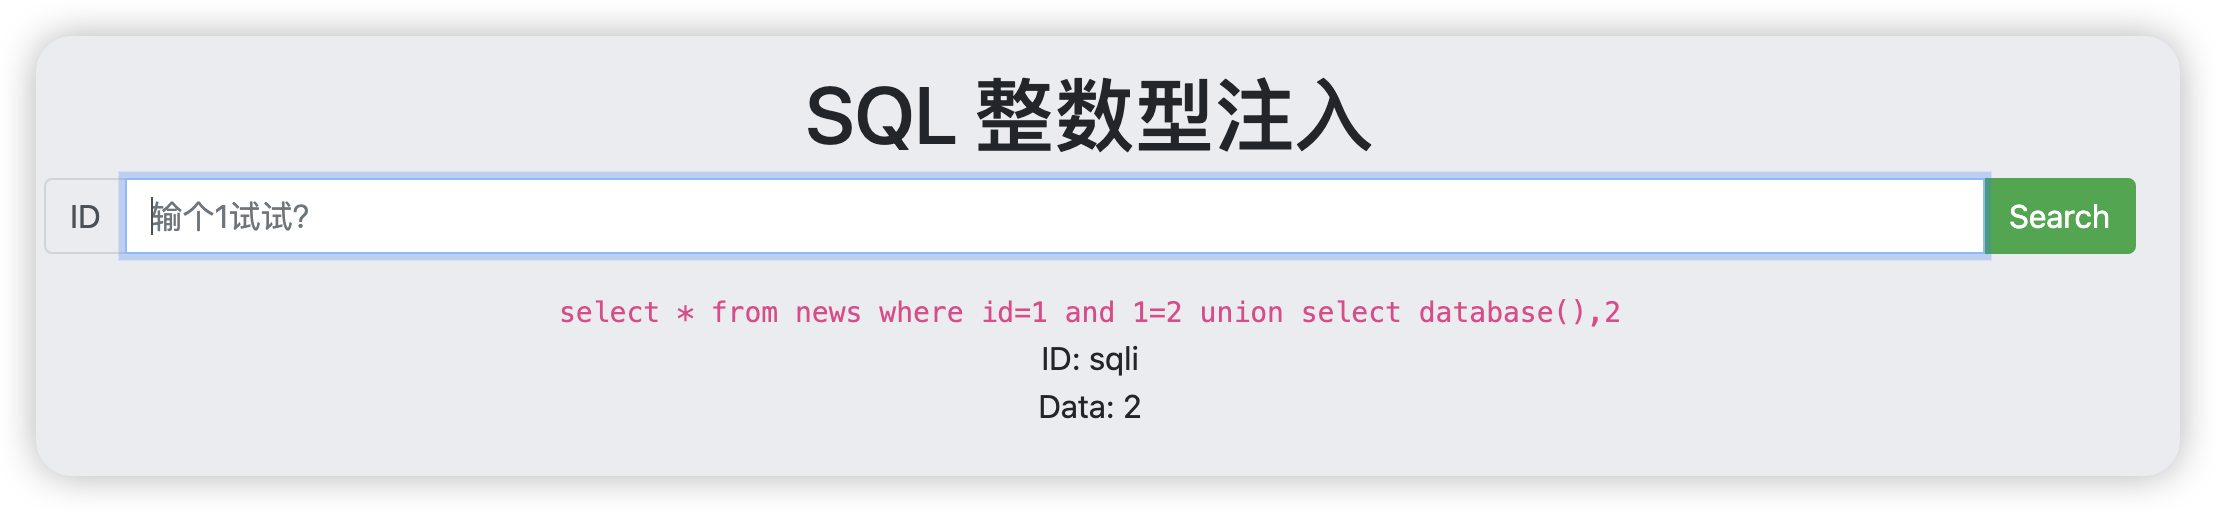 SQL 整数型注入
ID 输个1试试? Search
select * from news where id=1 and 1=2 union select database(),2
ID: sqli
Data: 2